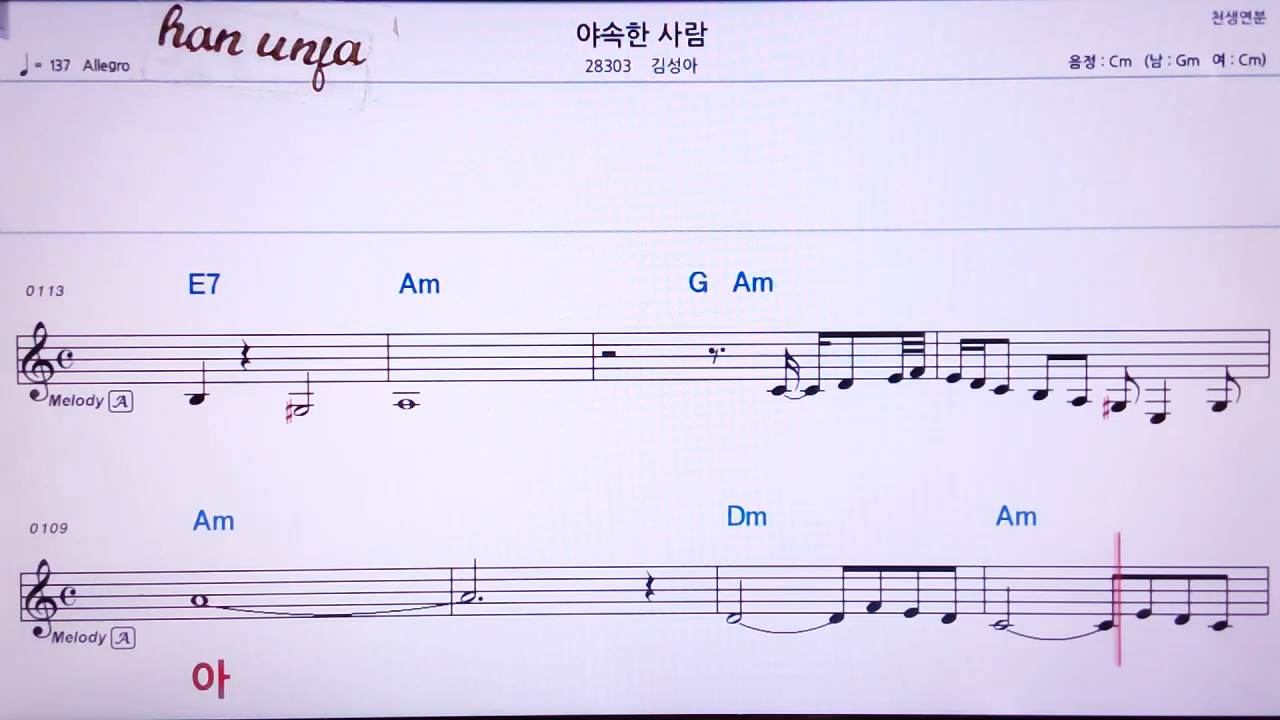 han unfa
야속한 사람
천생연분
♩= 137 Allegro
28303 김성아
음정 : Cm (남 : Gm 여 : Cm)
E7 Am G Am
0113
Melody A
Am Dm Am
0109
Melody A
아